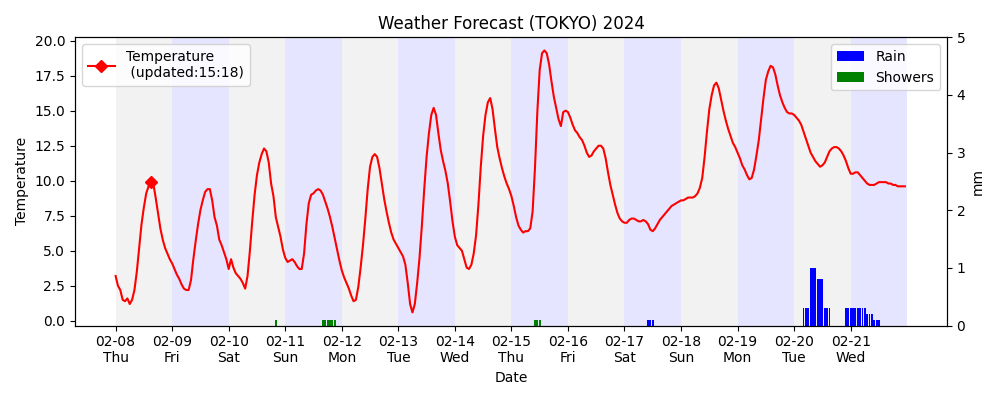 Weather Forecast (TOKYO) 2024
Temperature
(updated:15:18)
Rain
Showers
20.0
17.5
15.0
12.5
10.0
7.5
5.0
2.5
0.0
Temperature
5
4
3
2
1
0
mm
02-08 02-09 02-10 02-11 02-12 02-13 02-14 02-15 02-16 02-17 02-18 02-19 02-20 02-21
Thu Fri Sat Sun Mon Tue Wed Thu Fri Sat Sun Mon Tue Wed
Date